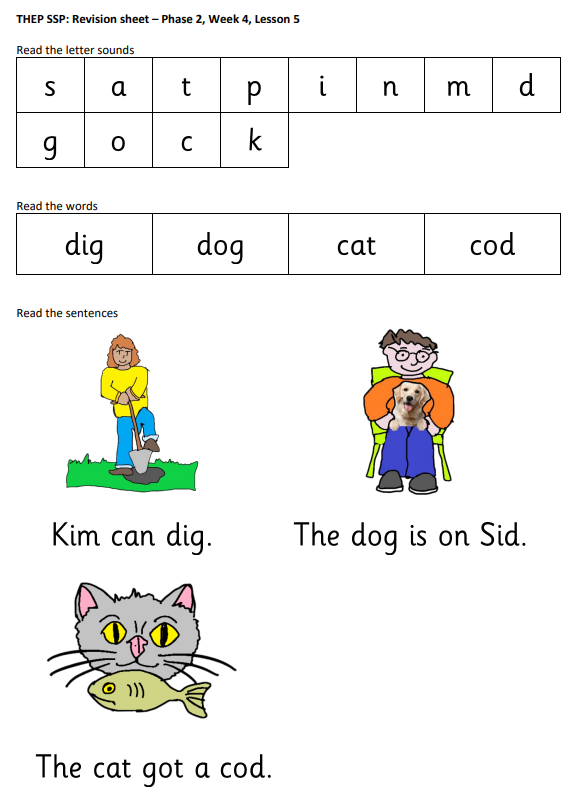 THEP SSP: Revision sheet – Phase 2, Week 4, Lesson 5
Read the letter sounds
s a t p i n m d
g o c k
Read the words
dig dog cat cod
Read the sentences
Kim can dig. The dog is on Sid.
The cat got a cod.